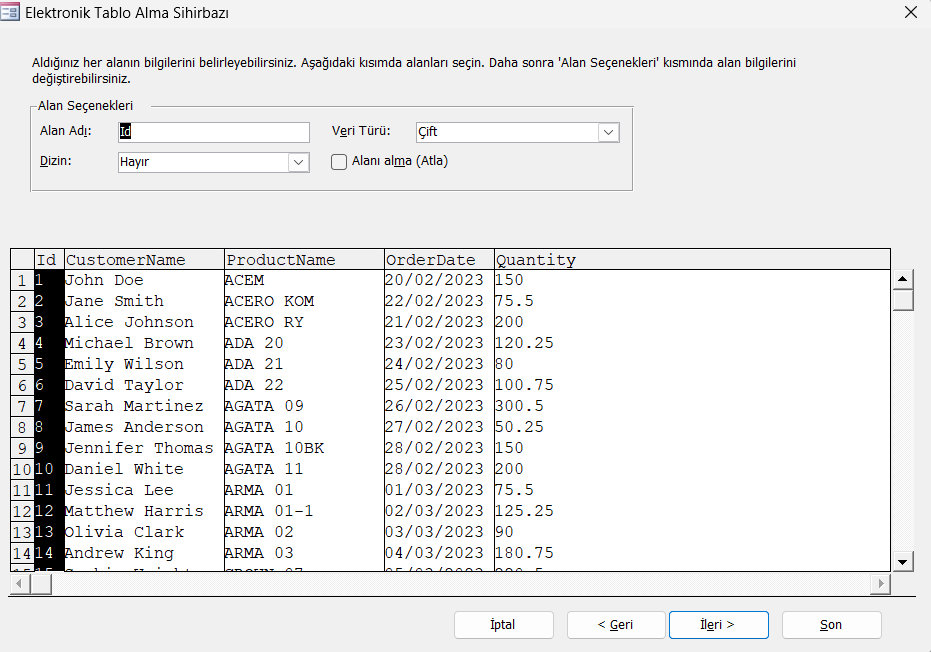 Elektronik Tablo Alma Sihirbazı
Aldığınız her alanın bilgilerini belirleyebilirsiniz. Aşağıdaki kısımda alanları seçin. Daha sonra 'Alan Seçenekleri' kısmında alan bilgilerini
değiştirebilirsiniz.
Alan Seçenekleri
Alan Adı: Id Veri Türü: Çift
Dizin: Hayır Alanı alma (Atla)
Id CustomerName ProductName OrderDate Quantity
1 1 John Doe ACEM 20/02/2023 150
2 2 Jane Smith ACERO KOM 22/02/2023 75.5
3 3 Alice Johnson ACERO RY 21/02/2023 200
4 4 Michael Brown ADA 20 23/02/2023 120.25
5 5 Emily Wilson ADA 21 24/02/2023 80
6 6 David Taylor ADA 22 25/02/2023 100.75
7 7 Sarah Martinez AGATA 09 26/02/2023 300.5
8 8 James Anderson AGATA 10 27/02/2023 50.25
9 9 Jennifer Thomas AGATA 10BK 28/02/2023 150
10 10 Daniel White AGATA 11 28/02/2023 200
11 11 Jessica Lee ARMA 01 01/03/2023 75.5
12 12 Matthew Harris ARMA 01-1 02/03/2023 125.25
13 13 Olivia Clark ARMA 02 03/03/2023 90
14 14 Andrew King ARMA 03 04/03/2023 180.75
İptal < Geri İleri > Son